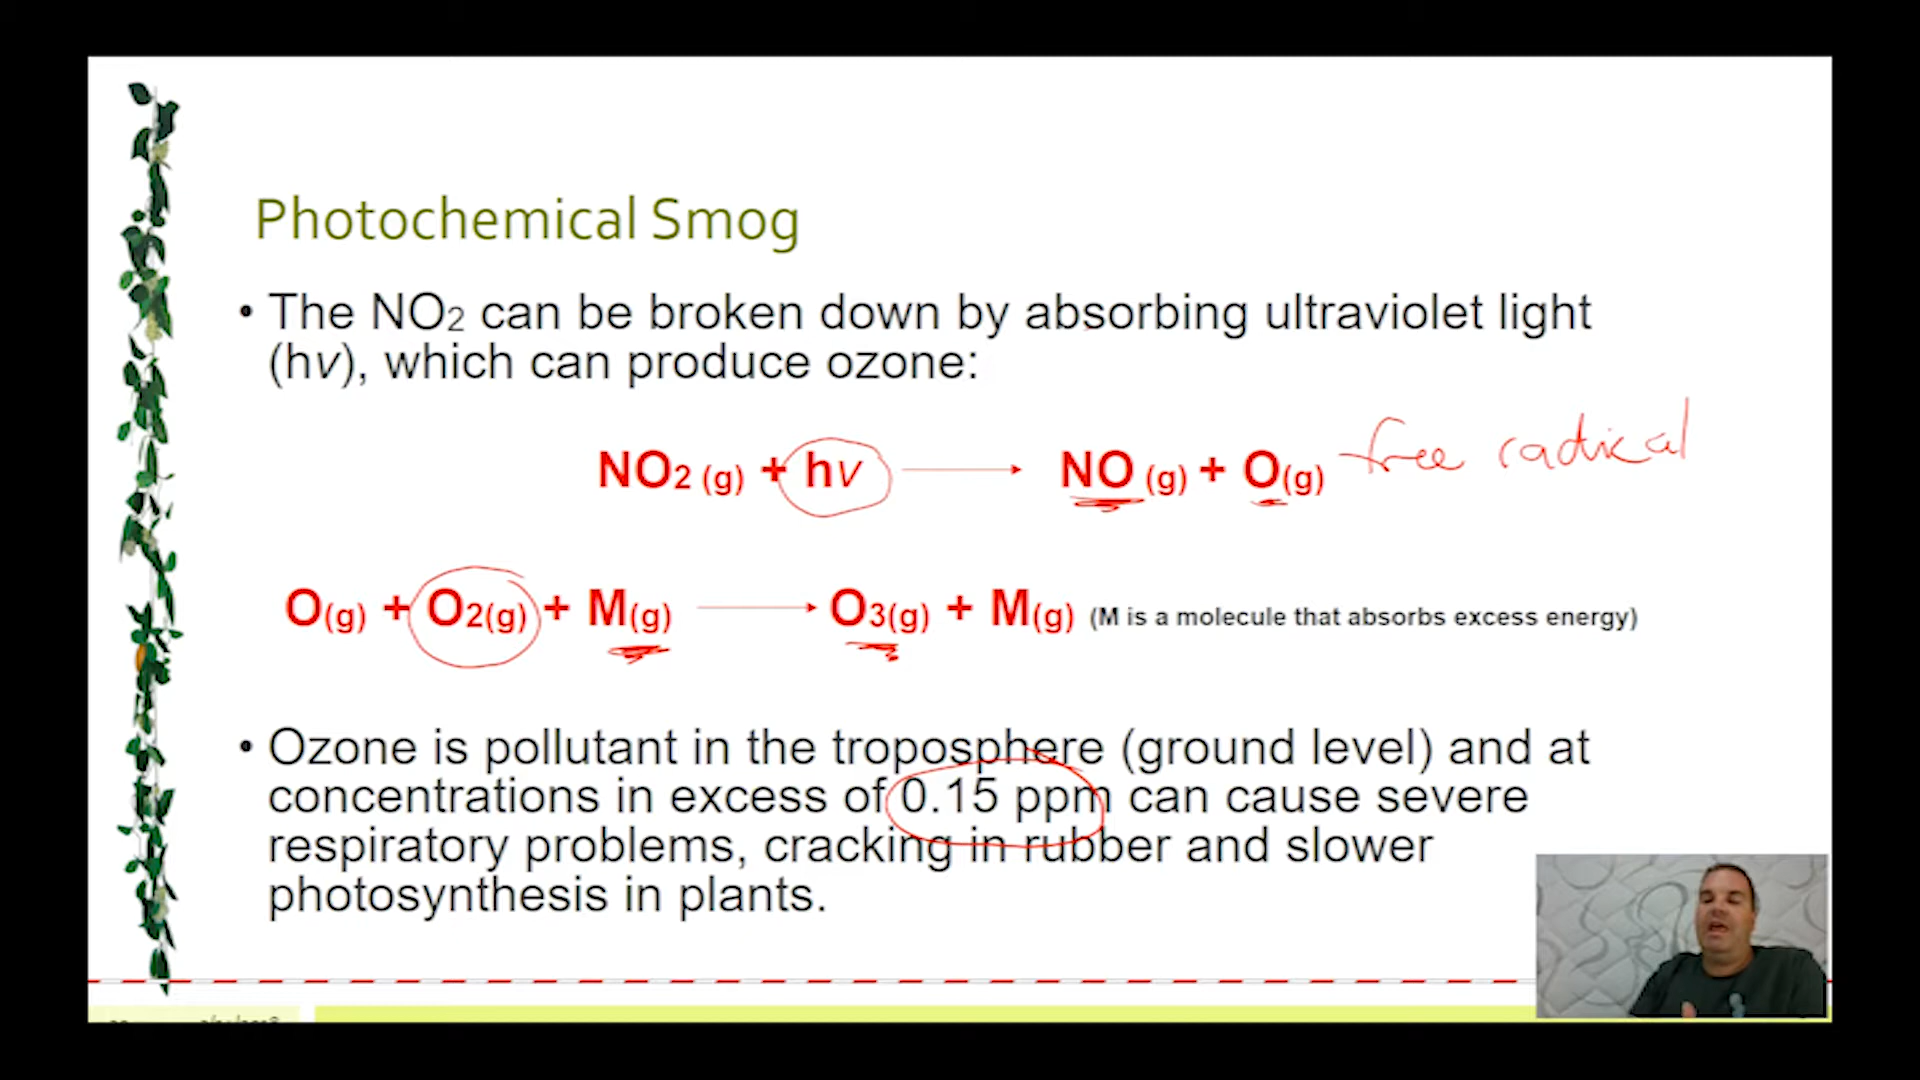 Photochemical Smog
• The NO2 can be broken down by absorbing ultraviolet light
(hv), which can produce ozone:
NO2 (g) + hv → NO (g) + O(g) free radical
O(g) + O2(g) + M(g) → O3(g) + M(g) (M is a molecule that absorbs excess energy)
• Ozone is pollutant in the troposphere (ground level) and at
concentrations in excess of 0.15 ppm can cause severe
respiratory problems, cracking in rubber and slower
photosynthesis in plants.